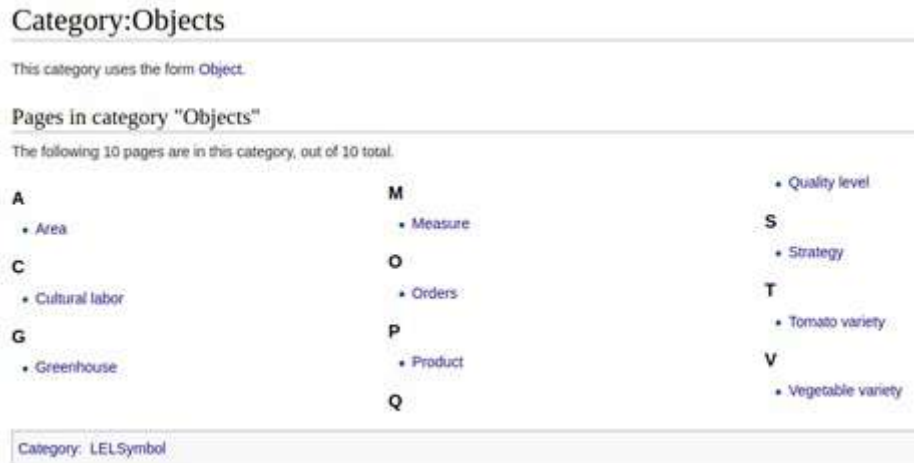 Category:Objects
This category uses the form Object.
Pages in category "Objects"
The following 10 pages are in this category, out of 10 total.
A
• Area
C
• Cultural labor
G
• Greenhouse
M
• Measure
O
• Orders
P
• Product
Q
• Quality level
S
• Strategy
T
• Tomato variety
V
• Vegetable variety
Category: LELSymbol